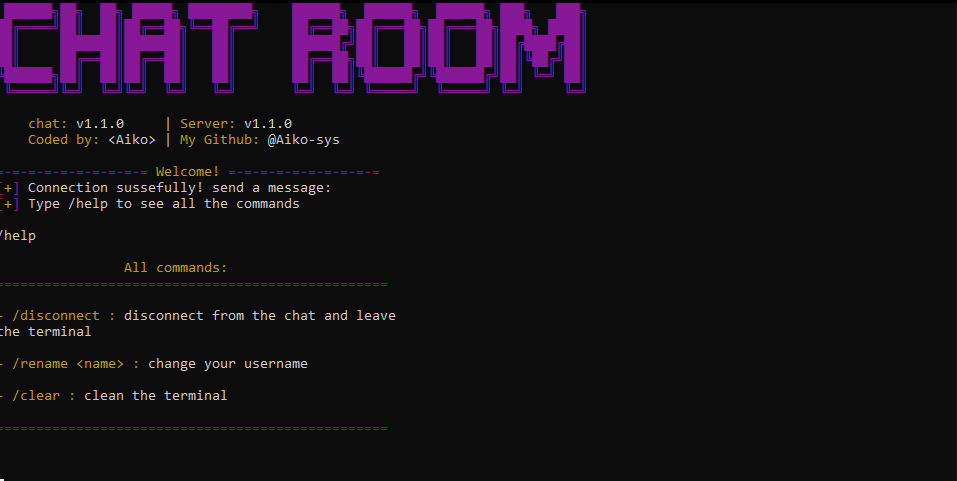 CHAT ROOM
chat: v1.1.0 | Server: v1.1.0
Coded by: <Aiko> | My Github: @Aiko-sys
------------------- Welcome! -------------------
[+] Connection sussefully! send a message:
[+] Type /help to see all the commands
/help
All commands:
=================================================
- /disconnect : disconnect from the chat and leave
the terminal
- /rename <name> : change your username
- /clear : clean the terminal
=================================================